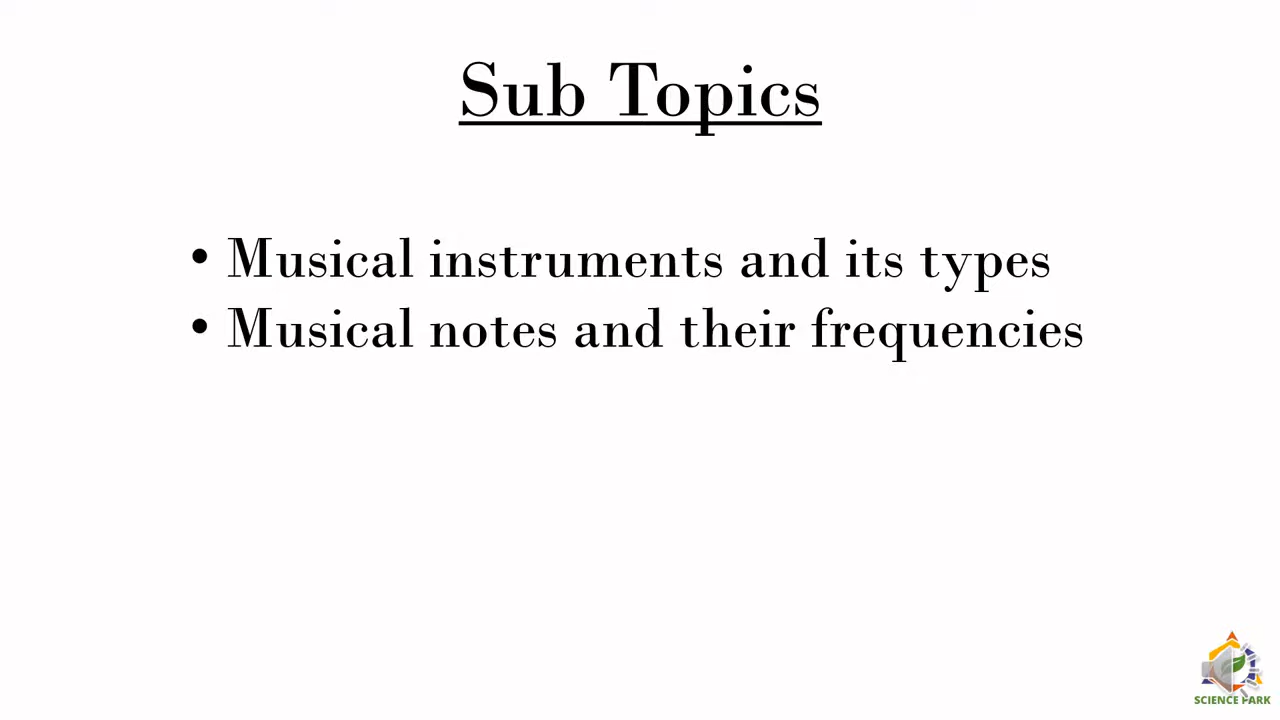 Sub Topics
• Musical instruments and its types
• Musical notes and their frequencies
SCIENCE PARK